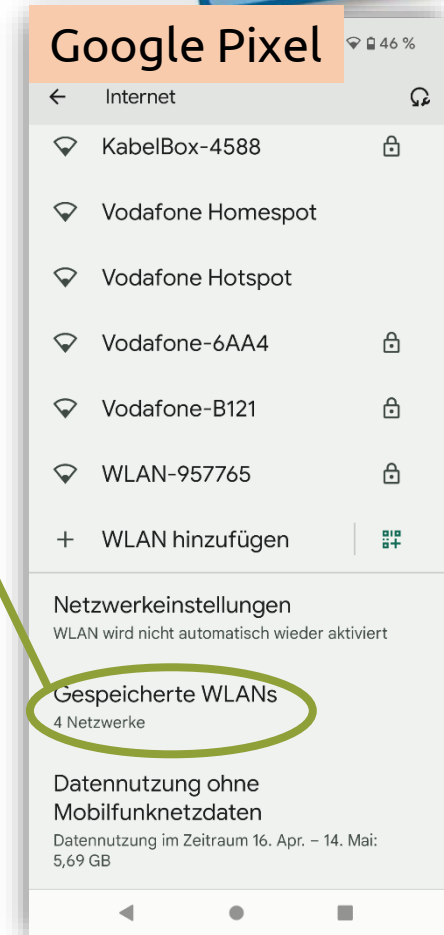 Google Pixel
46 %
Internet
KabelBox-4588
Vodafone Homespot
Vodafone Hotspot
Vodafone-6AA4
Vodafone-B121
WLAN-957765
WLAN hinzufügen
Netzwerkeinstellungen
WLAN wird nicht automatisch wieder aktiviert
Gespeicherte WLANs
4 Netzwerke
Datennutzung ohne
Mobilfunknetzdaten
Datennutzung im Zeitraum 16. Apr. – 14. Mai:
5,69 GB